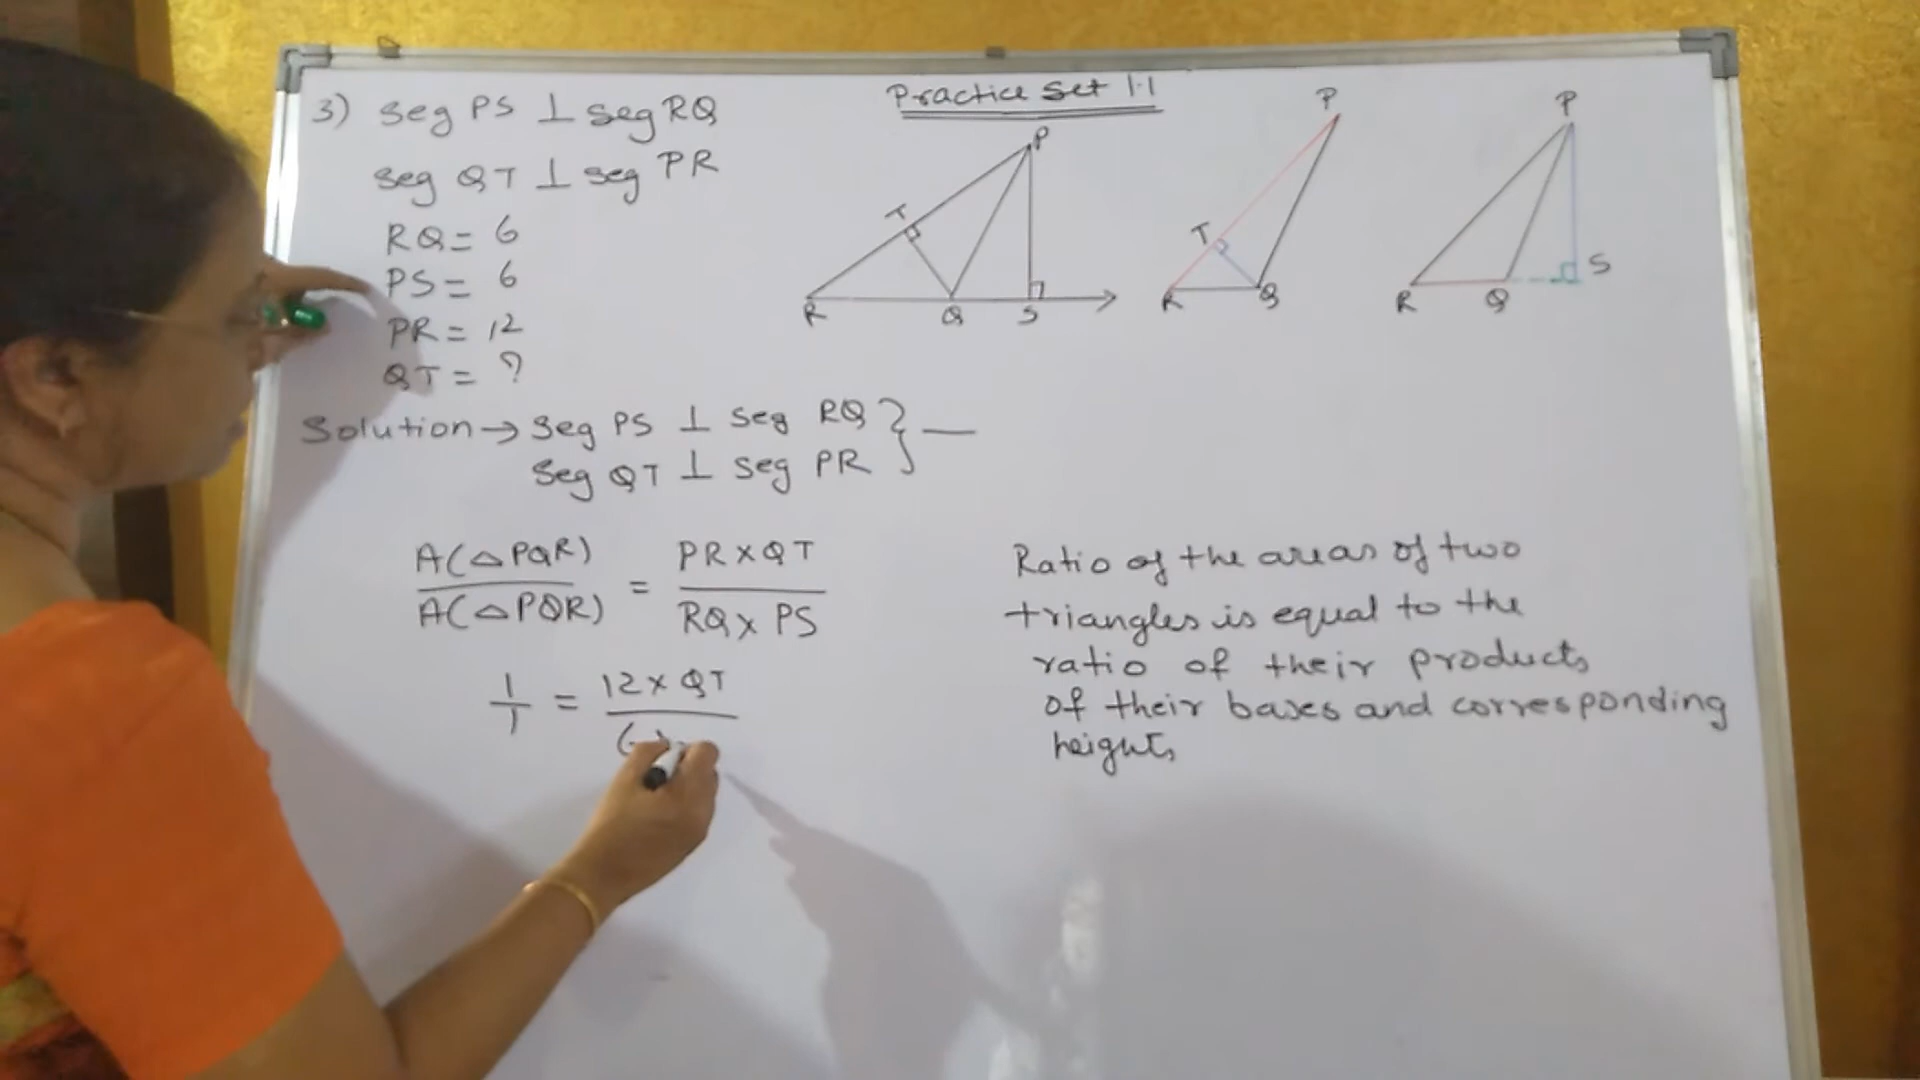 Practice Set 1.1
3) seg PS ⊥ seg RQ
seg QT ⊥ seg PR
RQ = 6
PS = 6
PR = 12
QT = ?
P
T
R
Q
S
P
T
R
Q
P
R
Q
S
Solution → seg PS ⊥ seg RQ } —
seg QT ⊥ seg PR
A(△PQR) / A(△PQR) = PR × QT / RQ × PS
1/1 = 12 × QT / 6 ×
Ratio of the areas of two
triangles is equal to the
ratio of their products
of their bases and corresponding
heights